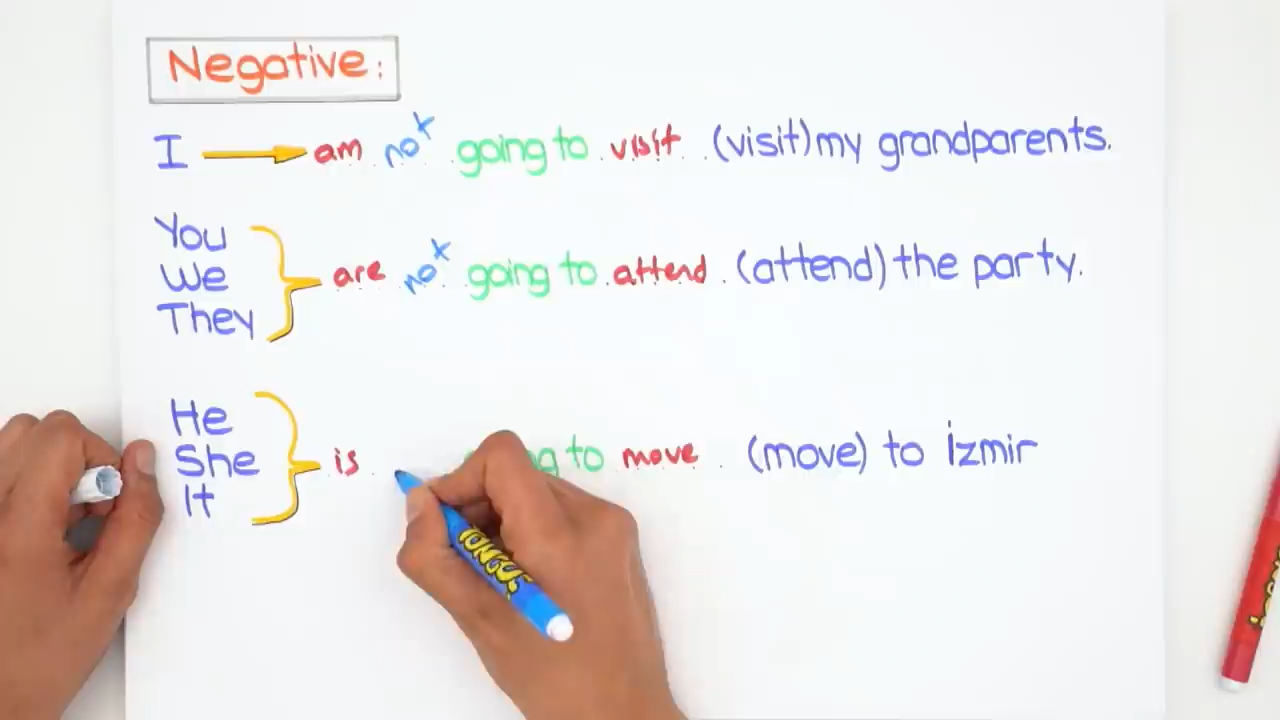 Negative:
I am not going to visit (visit) my grandparents.
You
We
They
are not going to attend (attend) the party.
He
She
It
is to move (move) to İzmir